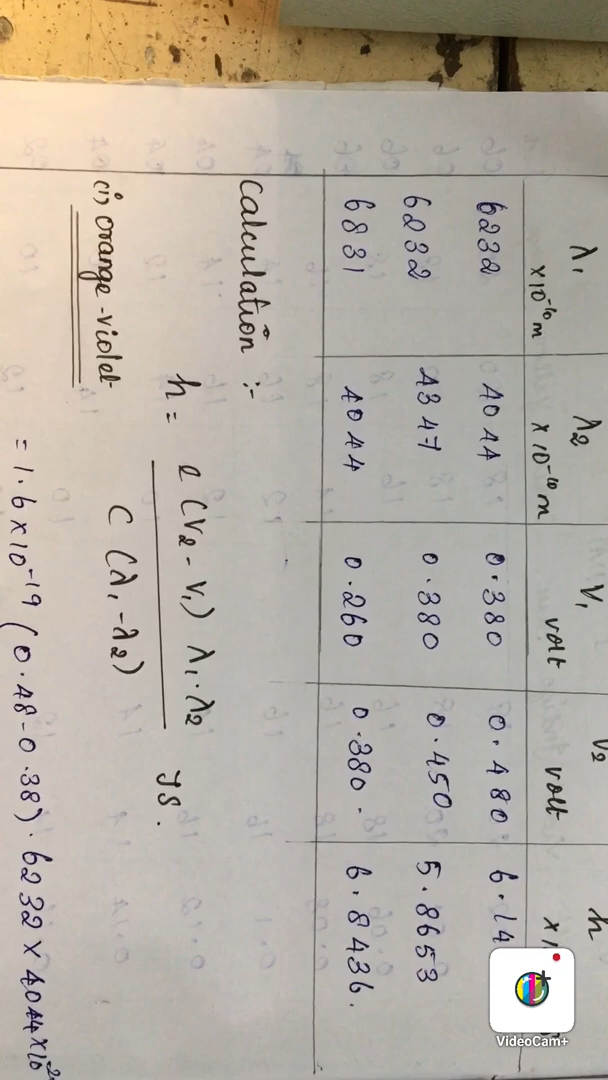 λ₁ λ₂ V₁ V₂ h
×10⁻¹⁰m ×10⁻¹⁰m volt volt
6232 4044 0.380 0.480 6.14
6232 4347 0.380 0.450 5.8653
6831 4044 0.260 0.380. 6.8436.
Calculation :-
h = e (V₂ - V₁) λ₁·λ₂ JS.
C (λ₁ - λ₂)
(i) Orange-violet
= 1.6 × 10⁻¹⁹ (0.48 - 0.38) · 6232 × 4044 × 10
VideoCam+